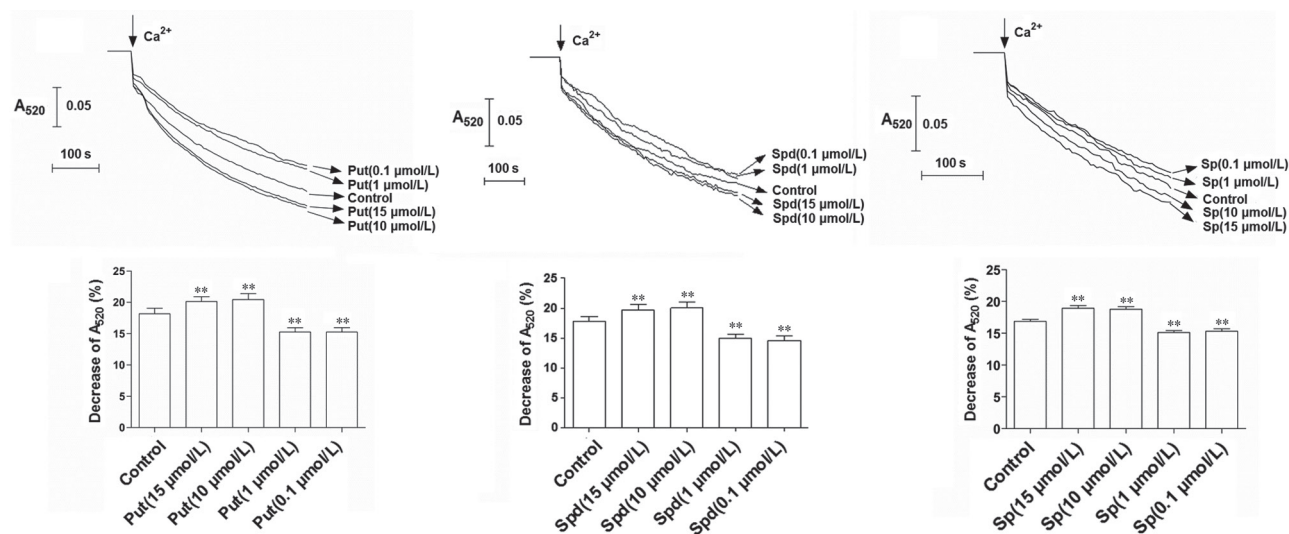 Ca²⁺
A₅₂₀
0.05
100 s
Put(0.1 µmol/L)
Put(1 µmol/L)
Control
Put(15 µmol/L)
Put(10 µmol/L)
Ca²⁺
A₅₂₀
0.05
100 s
Spd(0.1 µmol/L)
Spd(1 µmol/L)
Control
Spd(15 µmol/L)
Spd(10 µmol/L)
Ca²⁺
A₅₂₀
0.05
100 s
Sp(0.1 µmol/L)
Sp(1 µmol/L)
Control
Sp(10 µmol/L)
Sp(15 µmol/L)
Decrease of A₅₂₀ (%)
25
20
15
10
5
0
** ** ** **
Control
Put(15 µmol/L)
Put(10 µmol/L)
Put(1 µmol/L)
Put(0.1 µmol/L)
Decrease of A₅₂₀ (%)
25
20
15
10
5
0
** ** ** **
Control
Spd(15 µmol/L)
Spd(10 µmol/L)
Spd(1 µmol/L)
Spd(0.1 µmol/L)
Decrease of A₅₂₀ (%)
25
20
15
10
5
0
** ** ** **
Control
Sp(15 µmol/L)
Sp(10 µmol/L)
Sp(1 µmol/L)
Sp(0.1 µmol/L)